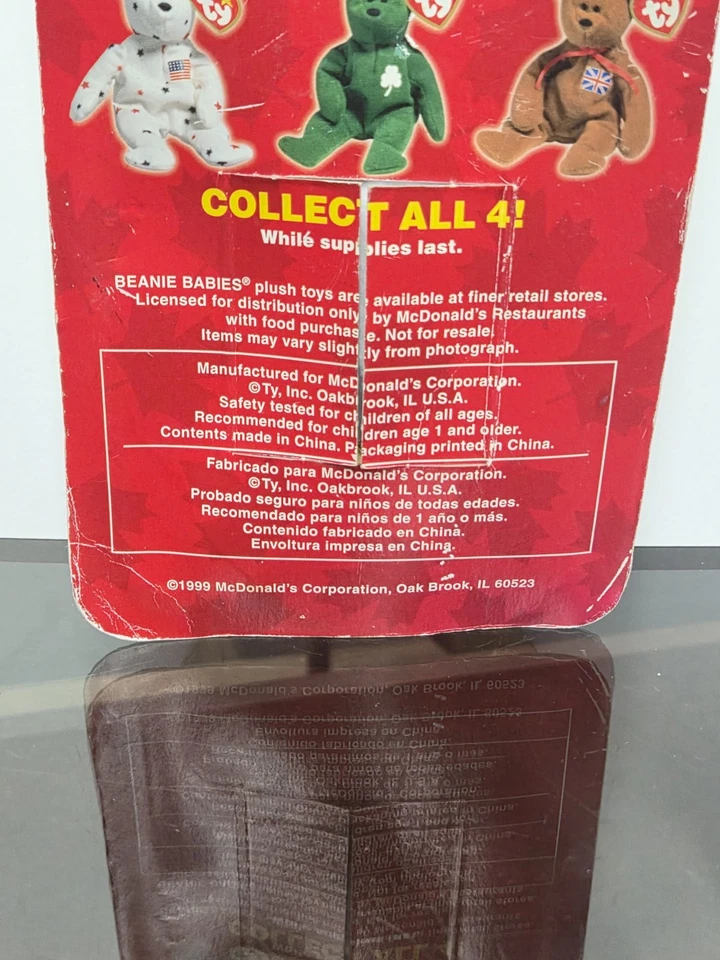 ty
ty
ty
COLLECT ALL 4!
While supplies last.
BEANIE BABIES® plush toys are available at finer retail stores.
Licensed for distribution only by McDonald's Restaurants
with food purchase. Not for resale.
Items may vary slightly from photograph.
Manufactured for McDonald's Corporation.
©Ty, Inc. Oakbrook, IL U.S.A.
Safety tested for children of all ages.
Recommended for children age 1 and older.
Contents made in China. Packaging printed in China.
Fabricado para McDonald's Corporation.
©Ty, Inc. Oakbrook, IL U.S.A.
Probado seguro para niños de todas edades.
Recomendado para niños de 1 año o más.
Contenido fabricado en China.
Envoltura impresa en China.
©1999 McDonald's Corporation, Oak Brook, IL 60523